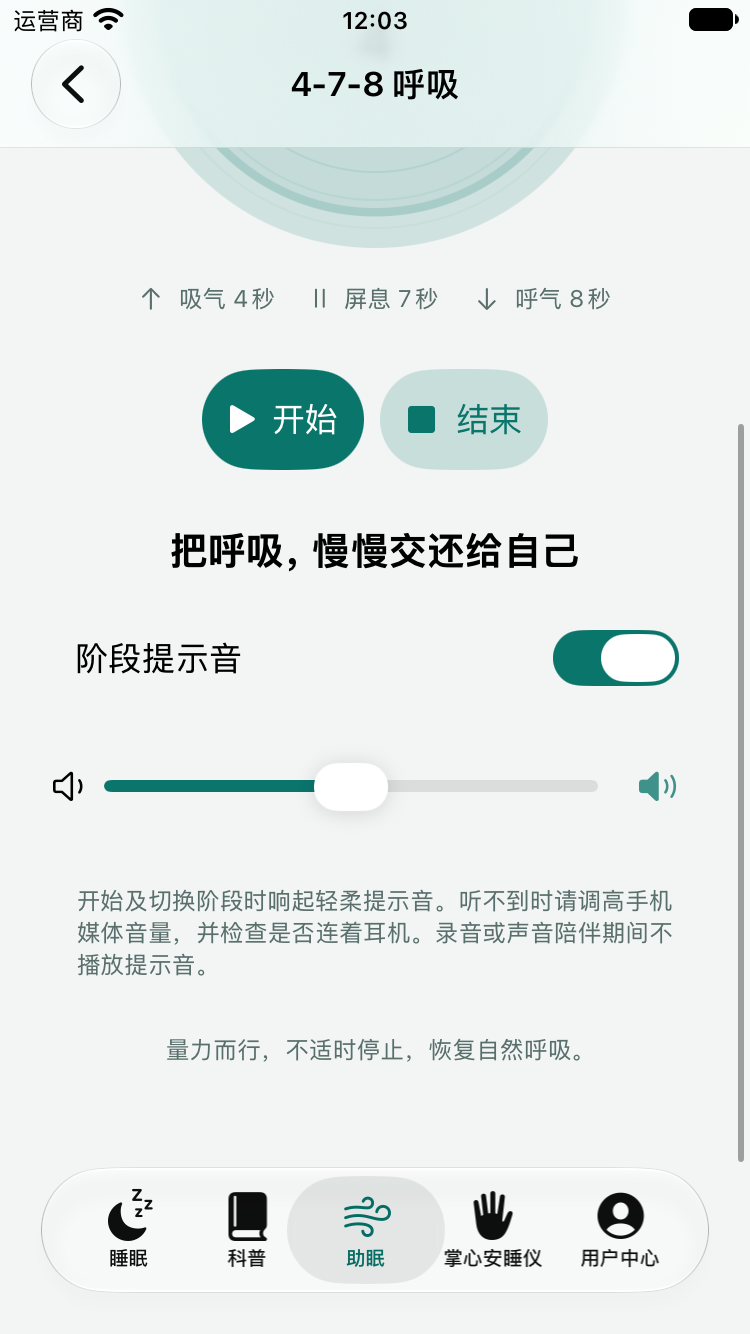 运营商 12:03
4-7-8 呼吸
吸气 4 秒 屏息 7 秒 呼气 8 秒
开始 结束
把呼吸，慢慢交还给自己
阶段提示音
开始及切换阶段时响起轻柔提示音。听不到时请调高手机
媒体音量，并检查是否连着耳机。录音或声音陪伴期间不
播放提示音。
量力而行，不适时停止，恢复自然呼吸。
睡眠 科普 助眠 掌心安睡仪 用户中心